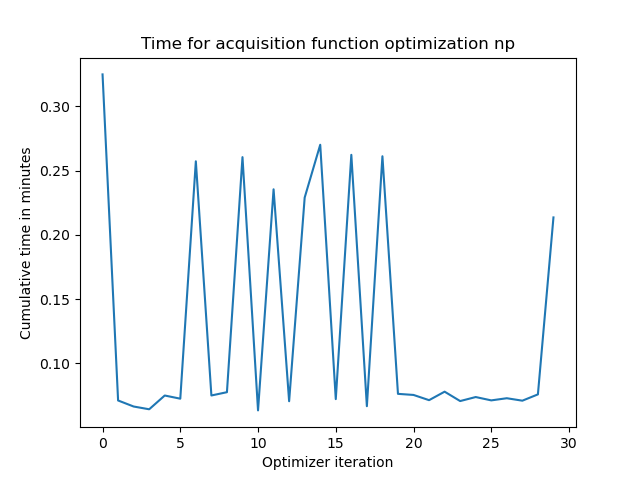 Time for acquisition function optimization np
0.30
0.25
0.20
0.15
0.10
Cumulative time in minutes
0 5 10 15 20 25 30
Optimizer iteration